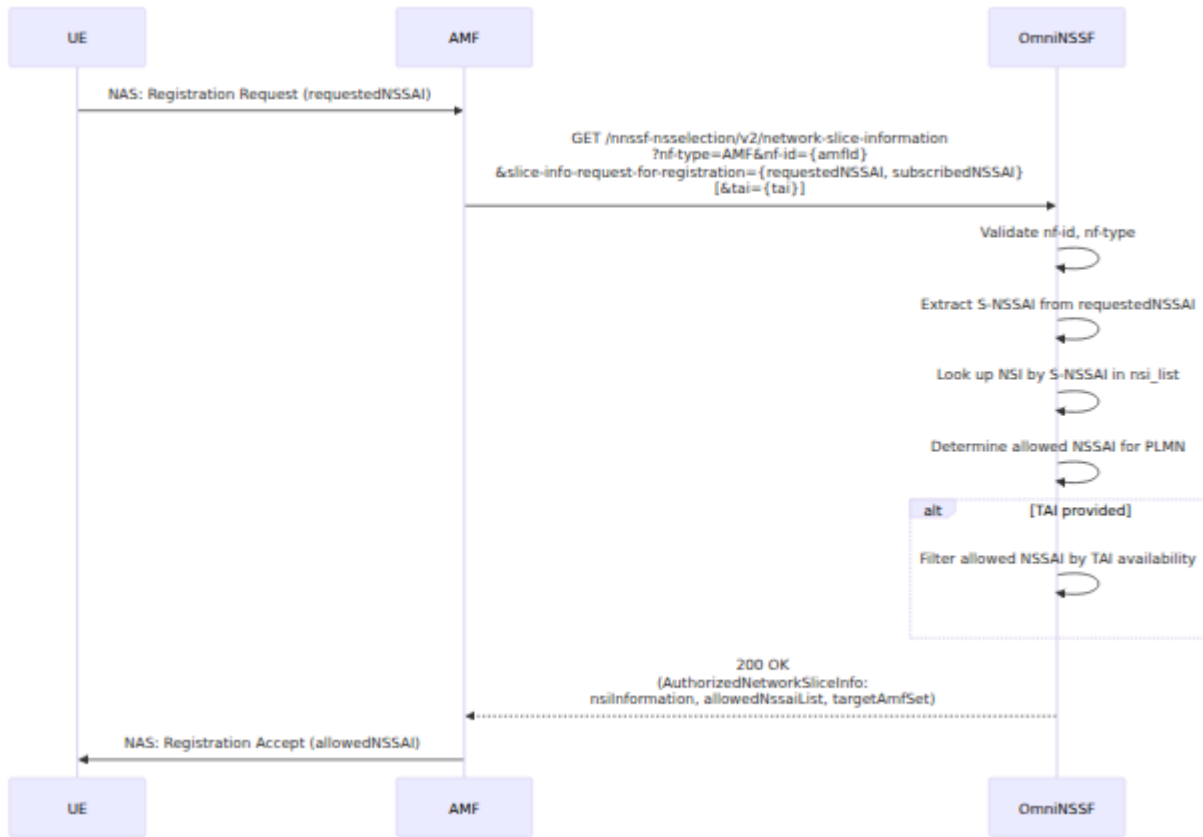 UE
AMF
OmniNSSF
NAS: Registration Request (requestedNSSAI)
GET /nnssf-nsselection/v2/network-slice-information
?nf-type=AMF&nf-id={amfId}
&slice-info-request-for-registration={requestedNSSAI, subscribedNSSAI}
[&tai={tai}]
Validate nf-id, nf-type
Extract S-NSSAI from requestedNSSAI
Look up NSI by S-NSSAI in nsi_list
Determine allowed NSSAI for PLMN
alt
[TAI provided]
Filter allowed NSSAI by TAI availability
200 OK
(AuthorizedNetworkSliceInfo:
nsiInformation, allowedNssaiList, targetAmfSet)
NAS: Registration Accept (allowedNSSAI)
UE
AMF
OmniNSSF